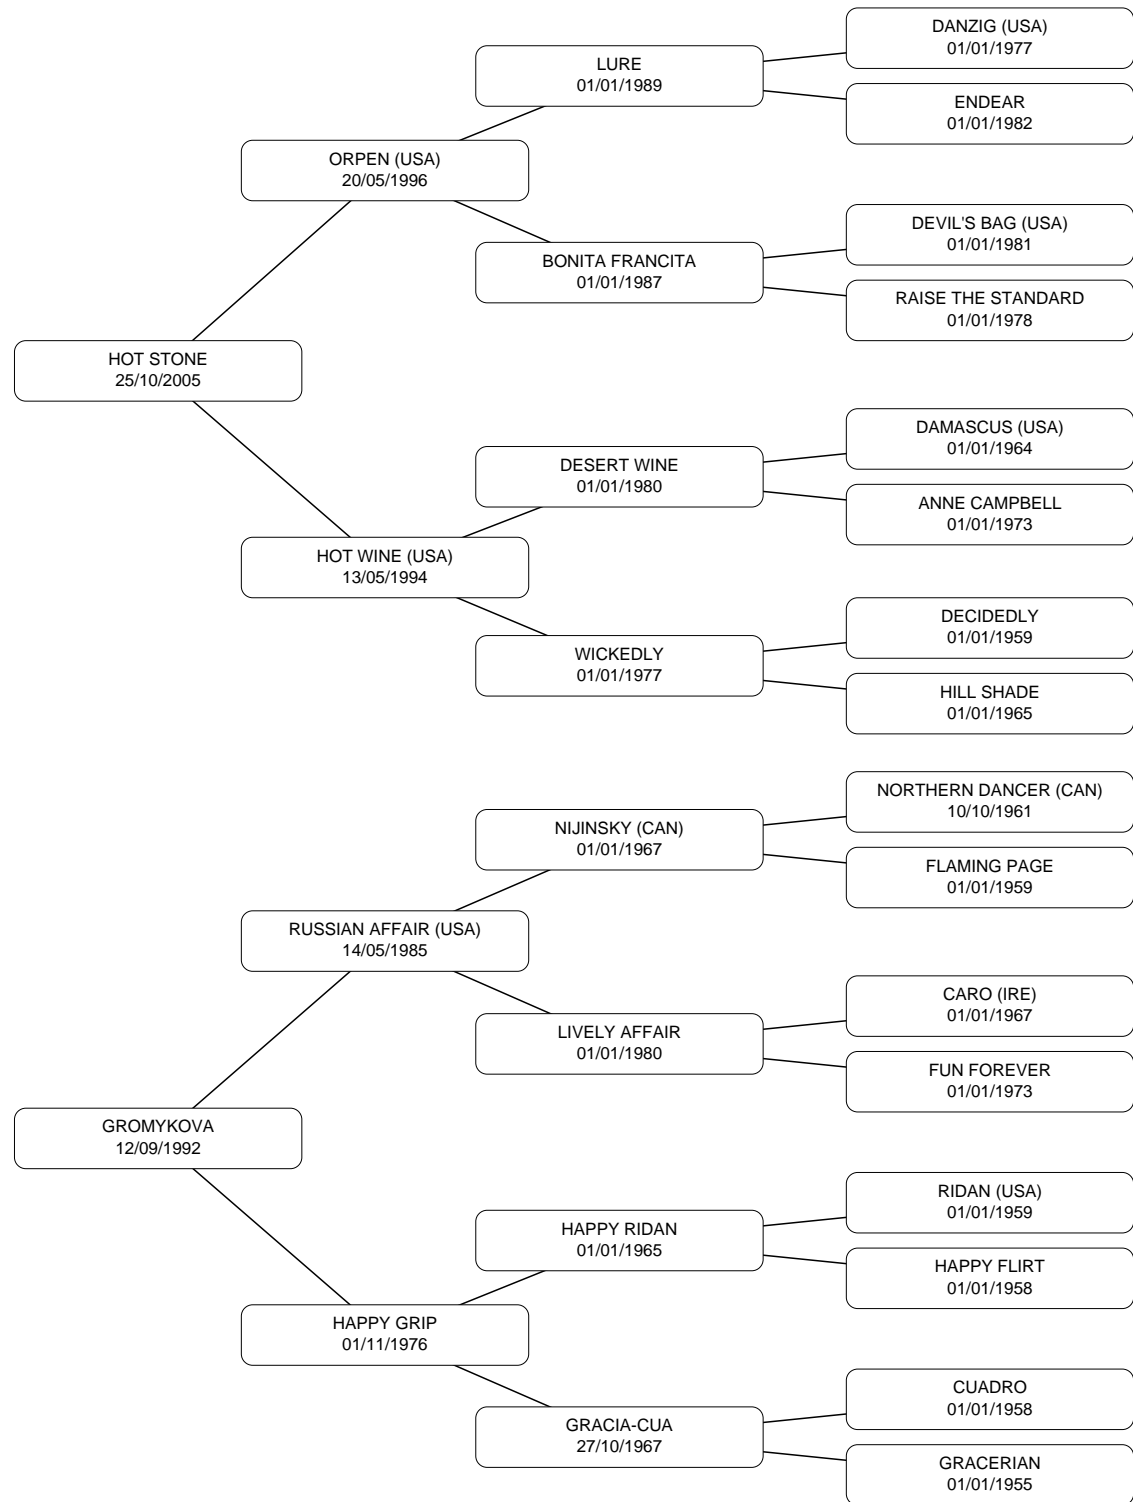 DANZIG (USA)
01/01/1977
LURE
01/01/1989
ENDEAR
01/01/1982
ORPEN (USA)
20/05/1996
DEVIL'S BAG (USA)
01/01/1981
BONITA FRANCITA
01/01/1987
RAISE THE STANDARD
01/01/1978
HOT STONE
25/10/2005
DAMASCUS (USA)
01/01/1964
DESERT WINE
01/01/1980
ANNE CAMPBELL
01/01/1973
HOT WINE (USA)
13/05/1994
DECIDEDLY
01/01/1959
WICKEDLY
01/01/1977
HILL SHADE
01/01/1965
NORTHERN DANCER (CAN)
10/10/1961
NIJINSKY (CAN)
01/01/1967
FLAMING PAGE
01/01/1959
RUSSIAN AFFAIR (USA)
14/05/1985
CARO (IRE)
01/01/1967
LIVELY AFFAIR
01/01/1980
FUN FOREVER
01/01/1973
GROMYKOVA
12/09/1992
RIDAN (USA)
01/01/1959
HAPPY RIDAN
01/01/1965
HAPPY FLIRT
01/01/1958
HAPPY GRIP
01/11/1976
CUADRO
01/01/1958
GRACIA-CUA
27/10/1967
GRACERIAN
01/01/1955